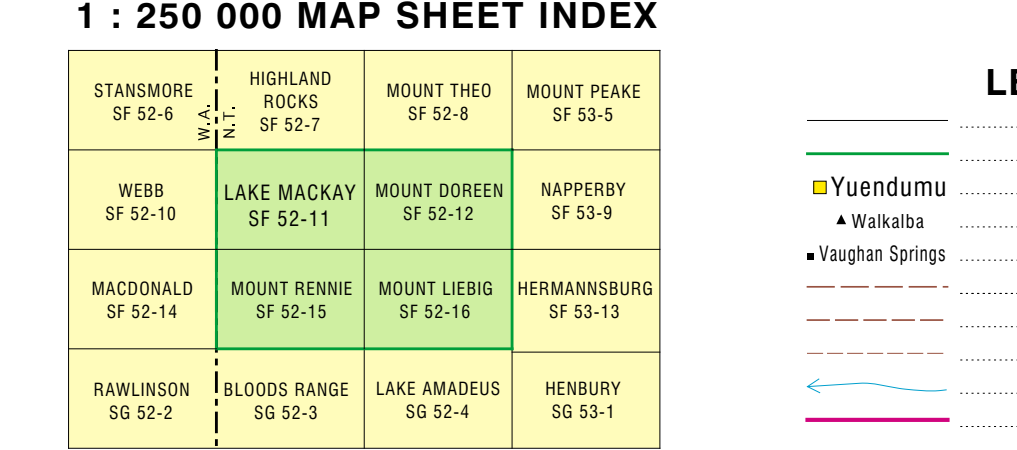 1 : 250 000 MAP SHEET INDEX
STANSMORE
SF 52-6
W.A.
N.T.
HIGHLAND
ROCKS
SF 52-7
MOUNT THEO
SF 52-8
MOUNT PEAKE
SF 53-5
WEBB
SF 52-10
LAKE MACKAY
SF 52-11
MOUNT DOREEN
SF 52-12
NAPPERBY
SF 53-9
MACDONALD
SF 52-14
MOUNT RENNIE
SF 52-15
MOUNT LIEBIG
SF 52-16
HERMANNSBURG
SF 53-13
RAWLINSON
SG 52-2
BLOODS RANGE
SG 52-3
LAKE AMADEUS
SG 52-4
HENBURY
SG 53-1
Yuendumu
Walkalba
Vaughan Springs